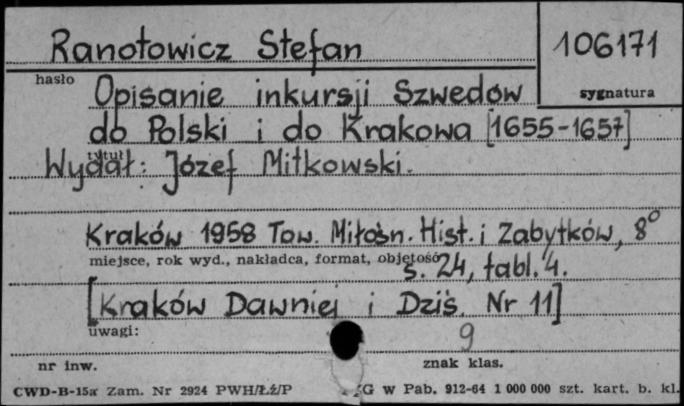 Ranotowicz Stefan
106171
hasło
sygnatura
Opisanie inkursji Szwedów
do Polski i do Krakowa [1655-1657]
tytuł
Wydał: Józef Mitkowski.
Kraków 1958 Tow. Miłośn. Hist. i Zabytków, 8°
miejsce, rok wyd., nakładca, format, objętość
s. 24, tabl. 4.
[Kraków Dawniej i Dziś. Nr 11]
uwagi:
9
nr inw.
znak klas.
CWD-B-15a Zam. Nr 2924 PWH/Łź/P
G W Pab. 912-64 1 000 000 szt. kart. b. kl.